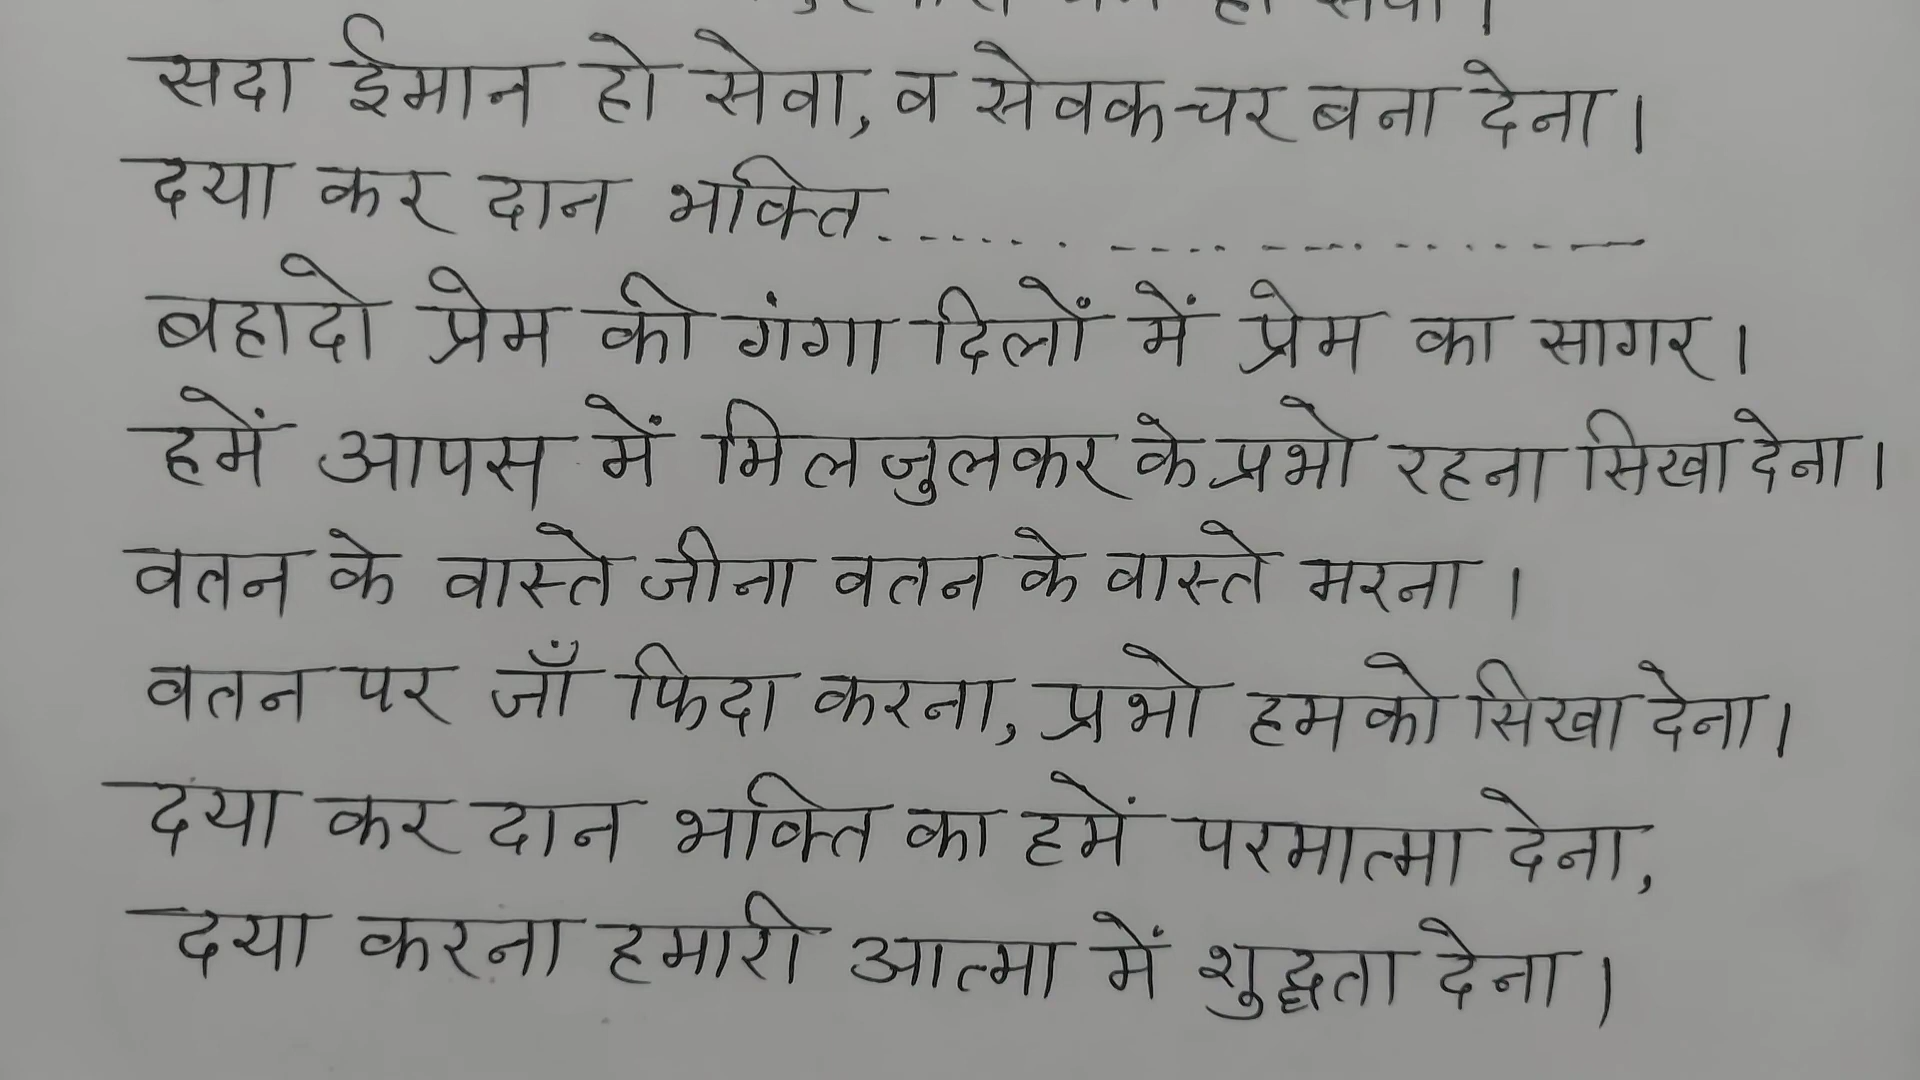 सदा ईमान हो सेवा, व सेवकचर बना देना।
दया कर दान भक्ति..............................
बहादो प्रेम की गंगा दिलों में प्रेम का सागर।
हमें आपस में मिलजुलकर के प्रभो रहना सिखा देना।
वतन के वास्ते जीना वतन के वास्ते मरना।
वतन पर जाँ फिदा करना, प्रभो हमको सिखा देना।
दया कर दान भक्ति का हमें परमात्मा देना,
दया करना हमारी आत्मा में शुद्धता देना।